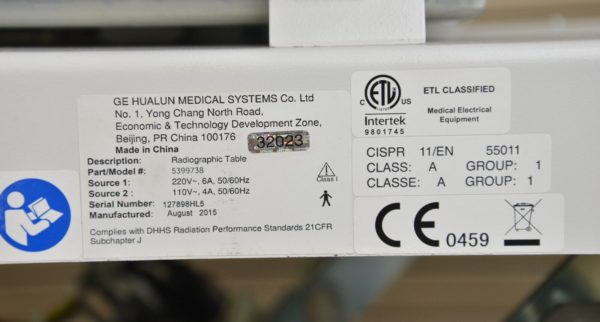 GE HUALUN MEDICAL SYSTEMS Co. Ltd
No. 1, Yong Chang North Road,
Economic & Technology Development Zone,
Beijing, PR China 100176
32023
Made in China
Description: Radiographic Table
Part/Model #: 5399738
Source 1: 220V~, 6A, 50/60Hz
Source 2 : 110V~, 4A, 50/60Hz
Serial Number: 127898HL5
Manufactured: August 2015
Class I
Complies with DHHS Radiation Performance Standards 21CFR
Subchapter J
C ETL US
Intertek
9801745
ETL CLASSIFIED
Medical Electrical
Equipment
CISPR 11/EN 55011
CLASS: A GROUP: 1
CLASSE: A GROUP: 1
CE 0459